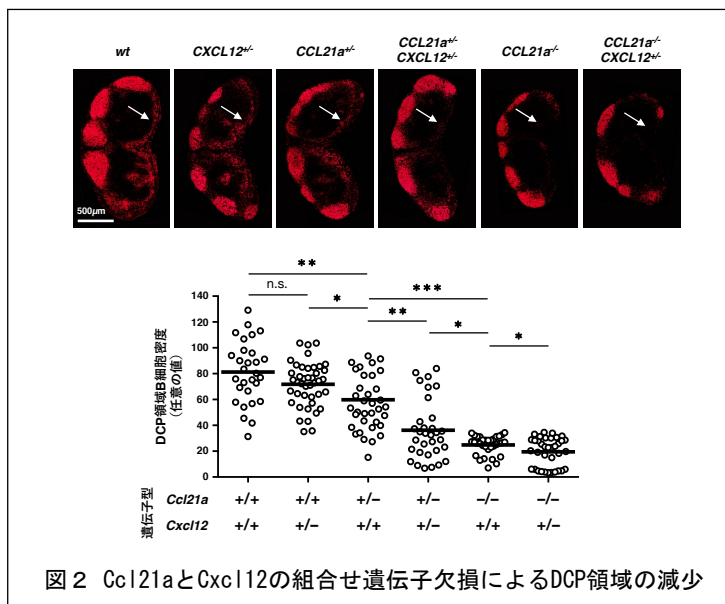 wt CXCL12+/- CCL21a+/- CCL21a+/- CXCL12+/- CCL21a-/- CCL21a-/- CXCL12+/-
500μm
**
n.s. ***
* **
* *
DCP領域B細胞密度
(任意の値)
140
120
100
80
60
40
20
0
遺伝子型
Ccl21a +/+ +/+ +/− +/− −/− −/−
Cxcl12 +/+ +/− +/+ +/− +/+ +/−
図2 Ccl21aとCxcl12の組合せ遺伝子欠損によるDCP領域の減少